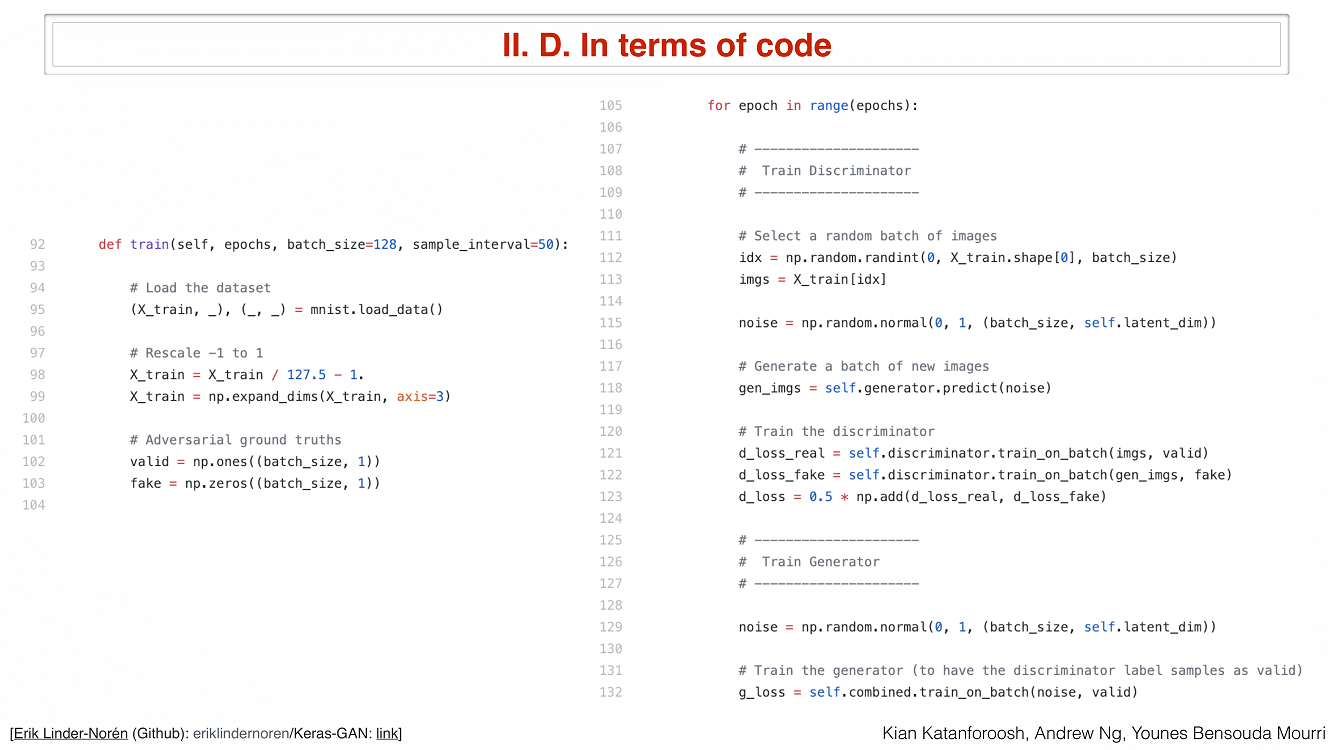 II. D. In terms of code
92 def train(self, epochs, batch_size=128, sample_interval=50):
93
94 # Load the dataset
95 (X_train, _), (_, _) = mnist.load_data()
96
97 # Rescale -1 to 1
98 X_train = X_train / 127.5 - 1.
99 X_train = np.expand_dims(X_train, axis=3)
100
101 # Adversarial ground truths
102 valid = np.ones((batch_size, 1))
103 fake = np.zeros((batch_size, 1))
104
105 for epoch in range(epochs):
106
107 # ---------------------
108 #  Train Discriminator
109 # ---------------------
110
111 # Select a random batch of images
112 idx = np.random.randint(0, X_train.shape[0], batch_size)
113 imgs = X_train[idx]
114
115 noise = np.random.normal(0, 1, (batch_size, self.latent_dim))
116
117 # Generate a batch of new images
118 gen_imgs = self.generator.predict(noise)
119
120 # Train the discriminator
121 d_loss_real = self.discriminator.train_on_batch(imgs, valid)
122 d_loss_fake = self.discriminator.train_on_batch(gen_imgs, fake)
123 d_loss = 0.5 * np.add(d_loss_real, d_loss_fake)
124
125 # ---------------------
126 #  Train Generator
127 # ---------------------
128
129 noise = np.random.normal(0, 1, (batch_size, self.latent_dim))
130
131 # Train the generator (to have the discriminator label samples as valid)
132 g_loss = self.combined.train_on_batch(noise, valid)
[Erik Linder-Norén (Github): eriklindernoren/Keras-GAN: link]
Kian Katanforoosh, Andrew Ng, Younes Bensouda Mourri